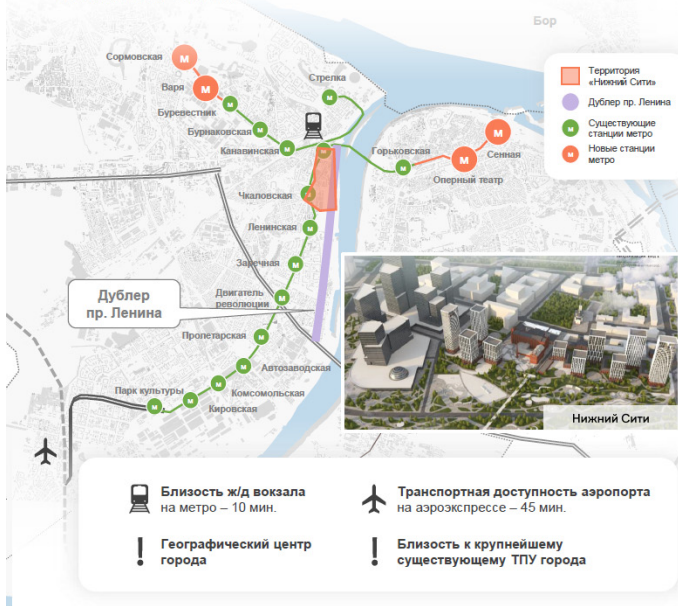 Бор
Сормовская
Варя
Буревестник
Бурнаковская
Канавинская
Стрелка
Горьковская
Сенная
Оперный театр
Чкаловская
Ленинская
Заречная
Двигатель
революции
Пролетарская
Автозаводская
Комсомольская
Кировская
Парк культуры
Дублер
пр. Ленина
Территория
«Нижний Сити»
Дублер пр. Ленина
Существующие
станции метро
Новые станции
метро
Нижний Сити
Близость ж/д вокзала
на метро – 10 мин.
Транспортная доступность аэропорта
на аэроэкспрессе – 45 мин.
Географический центр
города
Близость к крупнейшему
существующему ТПУ города